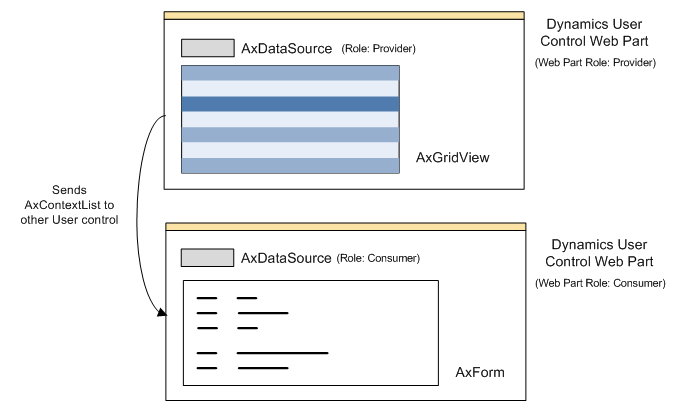 Dynamics User
Control Web Part
(Web Part Role: Provider)
AxDataSource (Role: Provider)
AxGridView
Sends
AxContextList to
other User control
Dynamics User
Control Web Part
(Web Part Role: Consumer)
AxDataSource (Role: Consumer)
AxForm